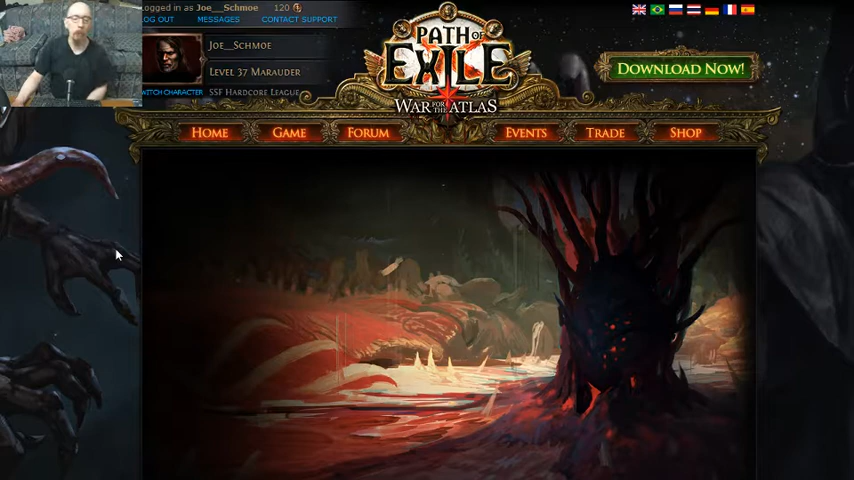 Logged in as Joe__Schmoe 120
LOG OUT MESSAGES CONTACT SUPPORT
Joe__Schmoe
Level 37 Marauder
SWITCH CHARACTER SSF Hardcore League
PATH OF
EXILE
WAR FOR THE ATLAS
DOWNLOAD NOW!
HOME GAME FORUM EVENTS TRADE SHOP